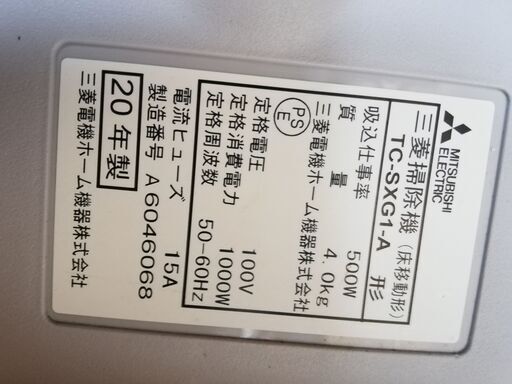 MITSUBISHI
ELECTRIC
三菱掃除機 (床移動形)
TC-SXG1-A 形
吸込仕事率 500W
質量 4.0kg
PS
E
三菱電機ホーム機器株式会社
定格電圧 100V
定格消費電力 1000W
定格周波数 50-60Hz
電流ヒューズ 15A
製造番号 A6046068
20年製
三菱電機ホーム機器株式会社